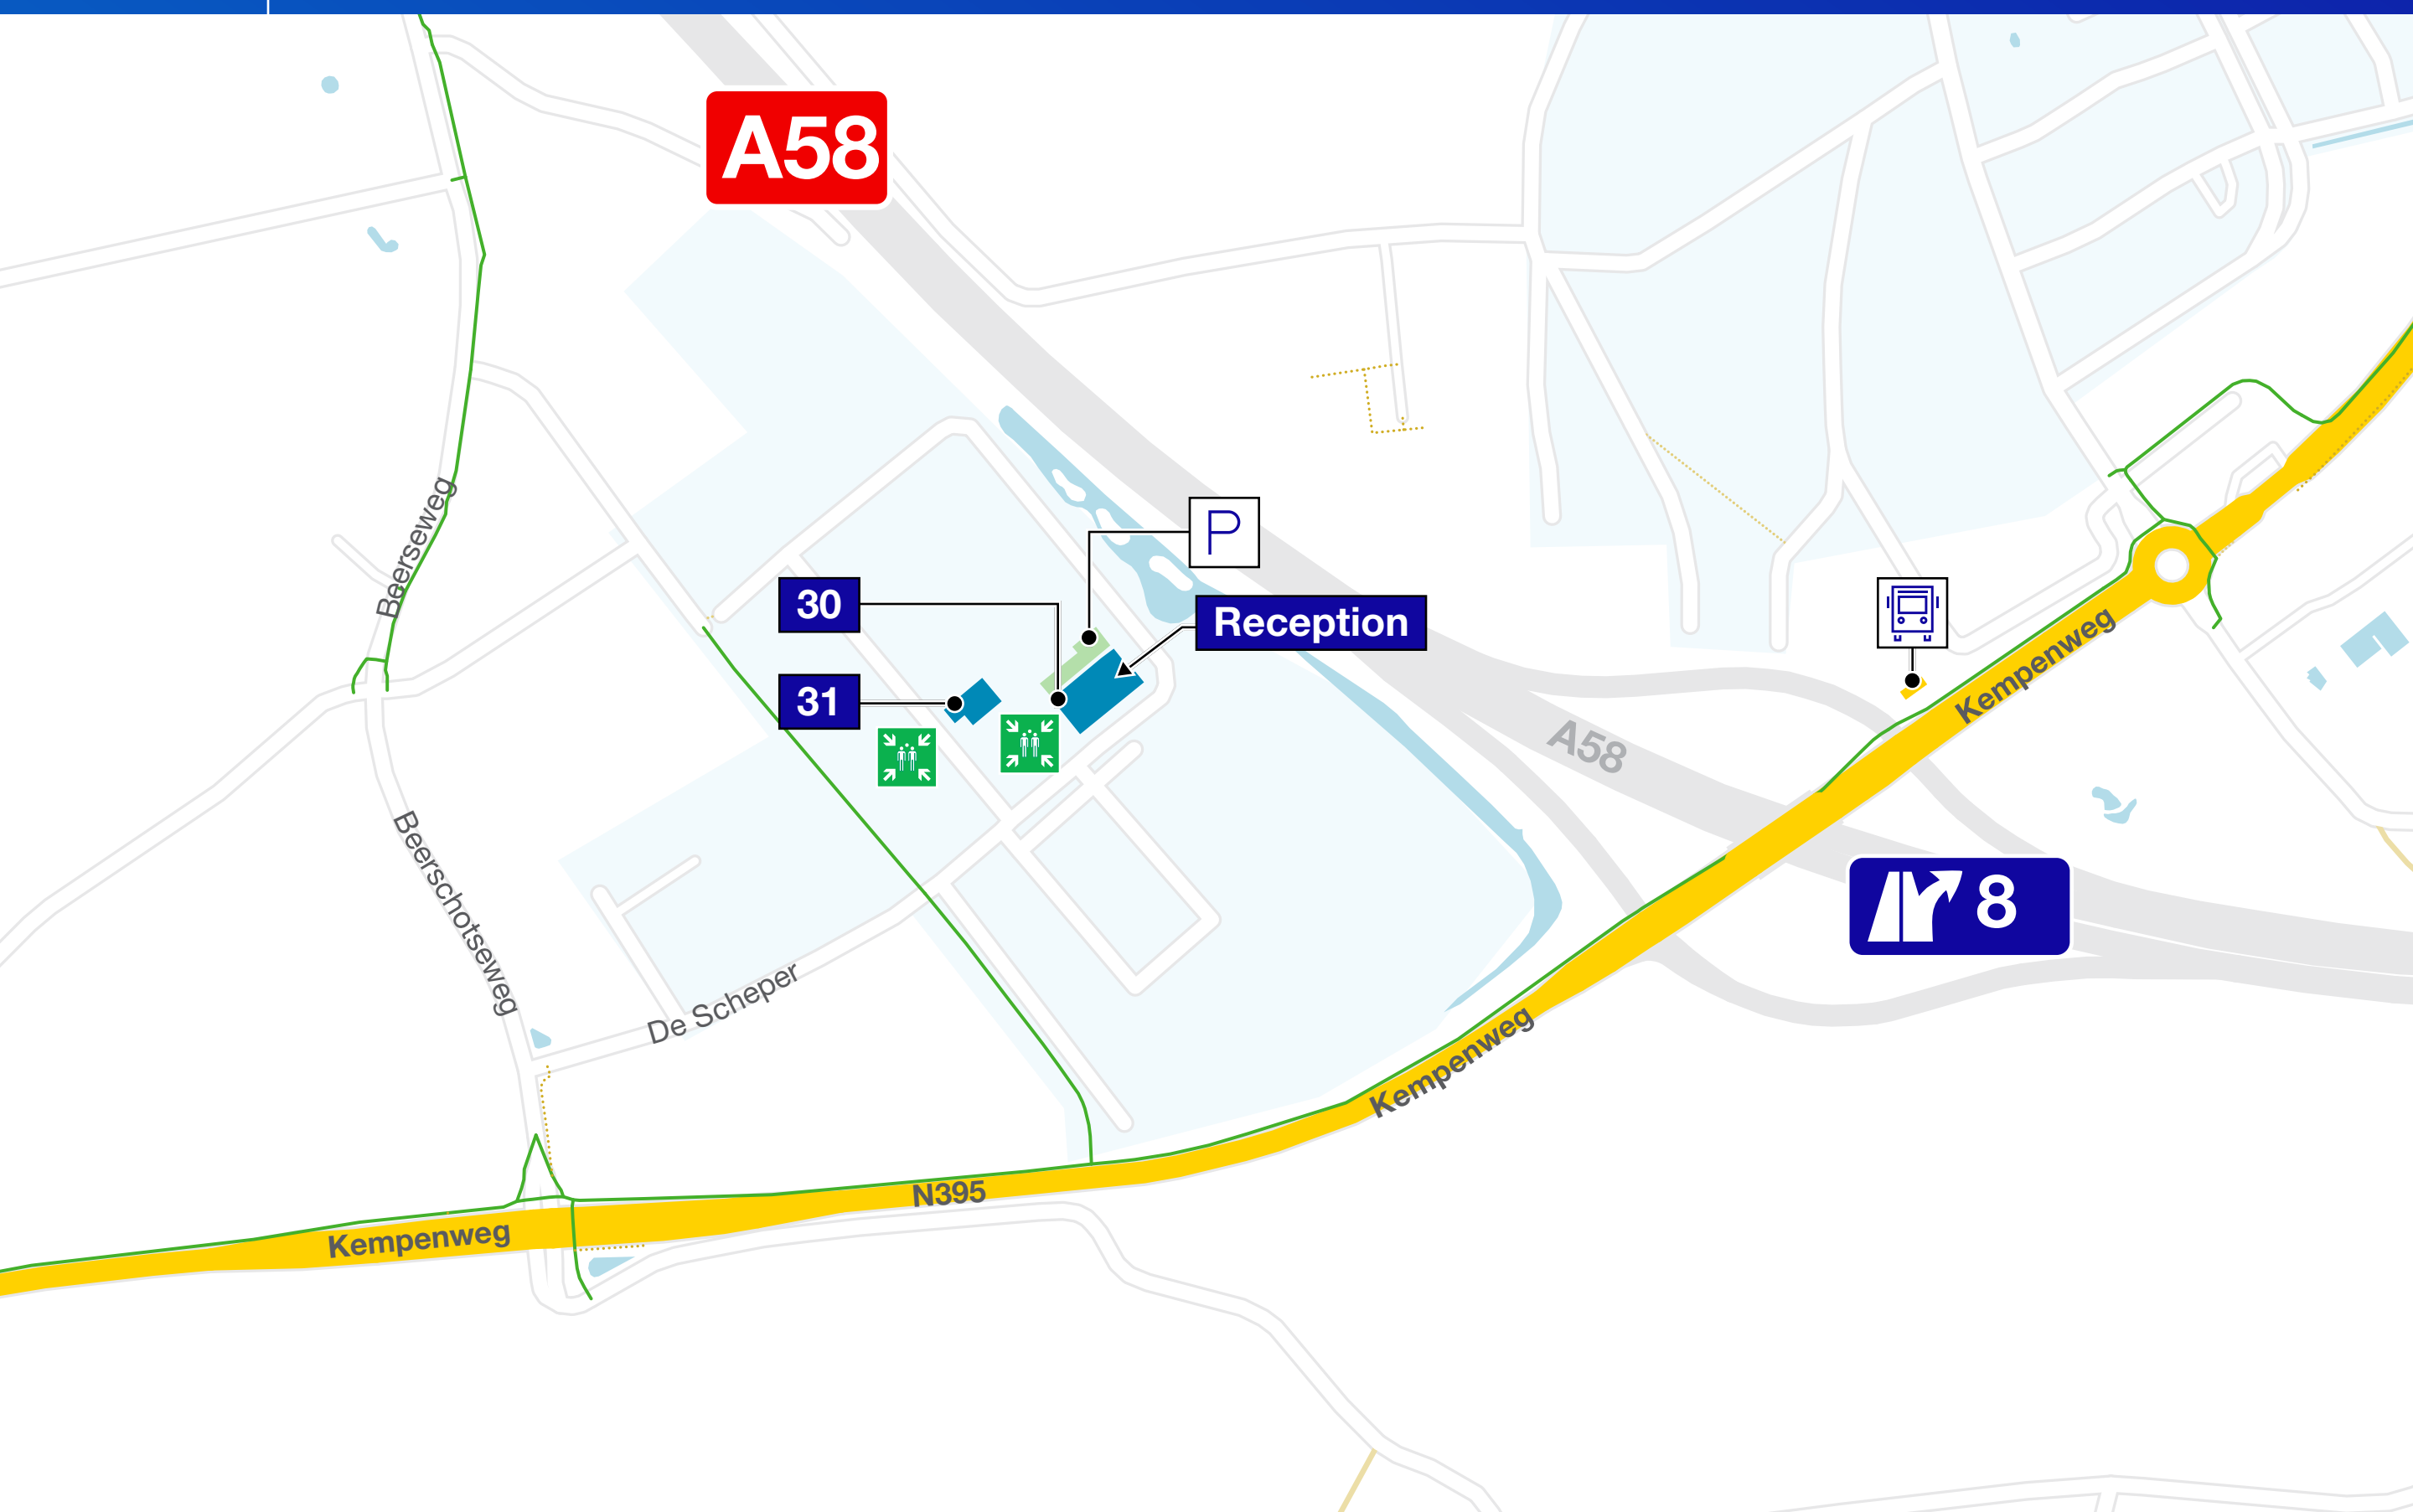 A58
P
30
Reception
31
Beerseweg
Kempenweg
A58
Beerschotseweg
8
De Scheper
Kempenweg
N395
Kempenweg